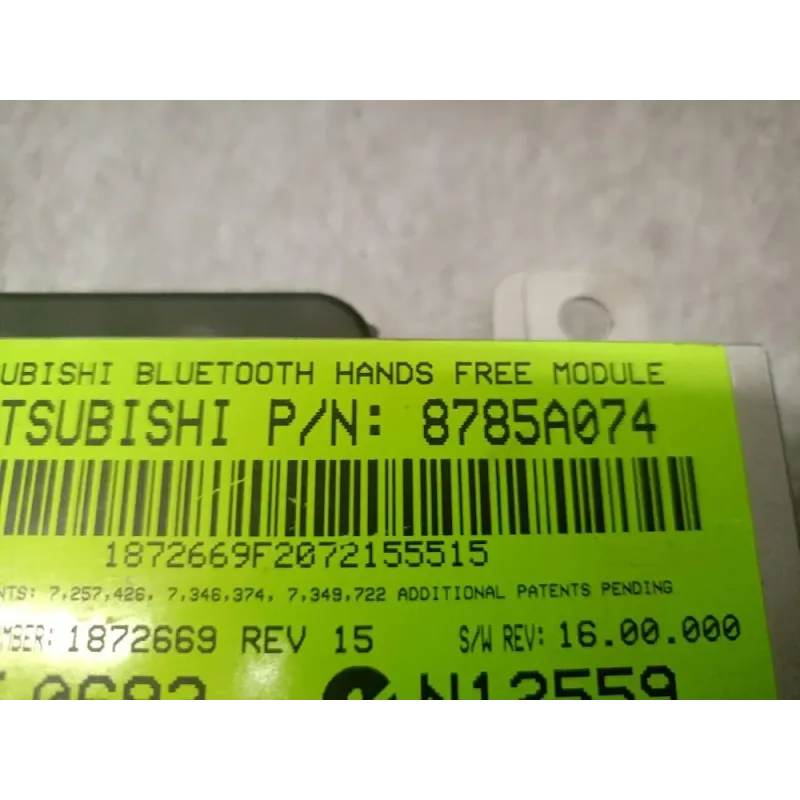 UBISHI BLUETOOTH HANDS FREE MODULE
TSUBISHI P/N: 8785A074
1872669F2072155515
NTS: 7,257,426, 7,346,374, 7,349,722 ADDITIONAL PATENTS PENDING
MBER: 1872669 REV 15 S/W REV: 16.00.000
N12559